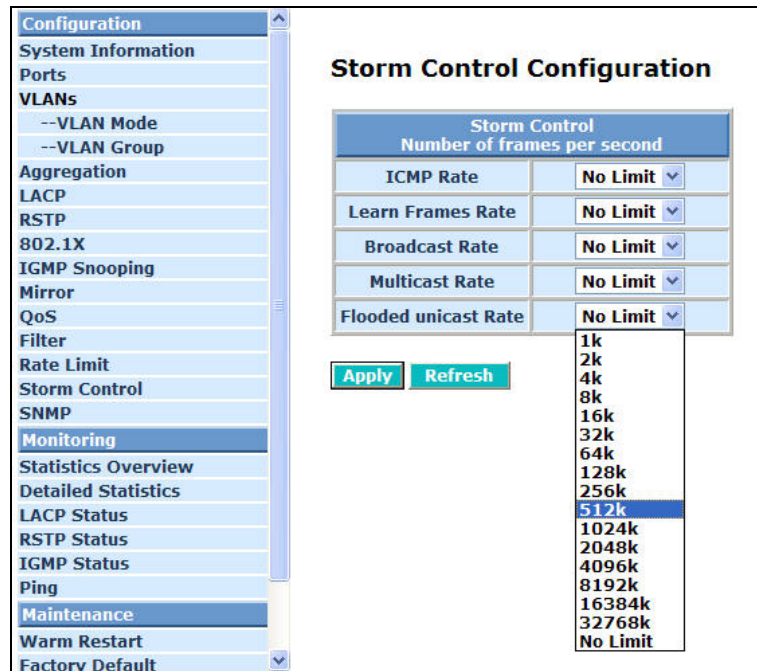 Configuration
System Information
Ports
VLANs
--VLAN Mode
--VLAN Group
Aggregation
LACP
RSTP
802.1X
IGMP Snooping
Mirror
QoS
Filter
Rate Limit
Storm Control
SNMP
Monitoring
Statistics Overview
Detailed Statistics
LACP Status
RSTP Status
IGMP Status
Ping
Maintenance
Warm Restart
Factory Default
Storm Control Configuration
Storm Control
Number of frames per second
ICMP Rate No Limit
Learn Frames Rate No Limit
Broadcast Rate No Limit
Multicast Rate No Limit
Flooded unicast Rate No Limit
1k
2k
4k
8k
16k
32k
64k
128k
256k
512k
1024k
2048k
4096k
8192k
16384k
32768k
No Limit
Apply Refresh